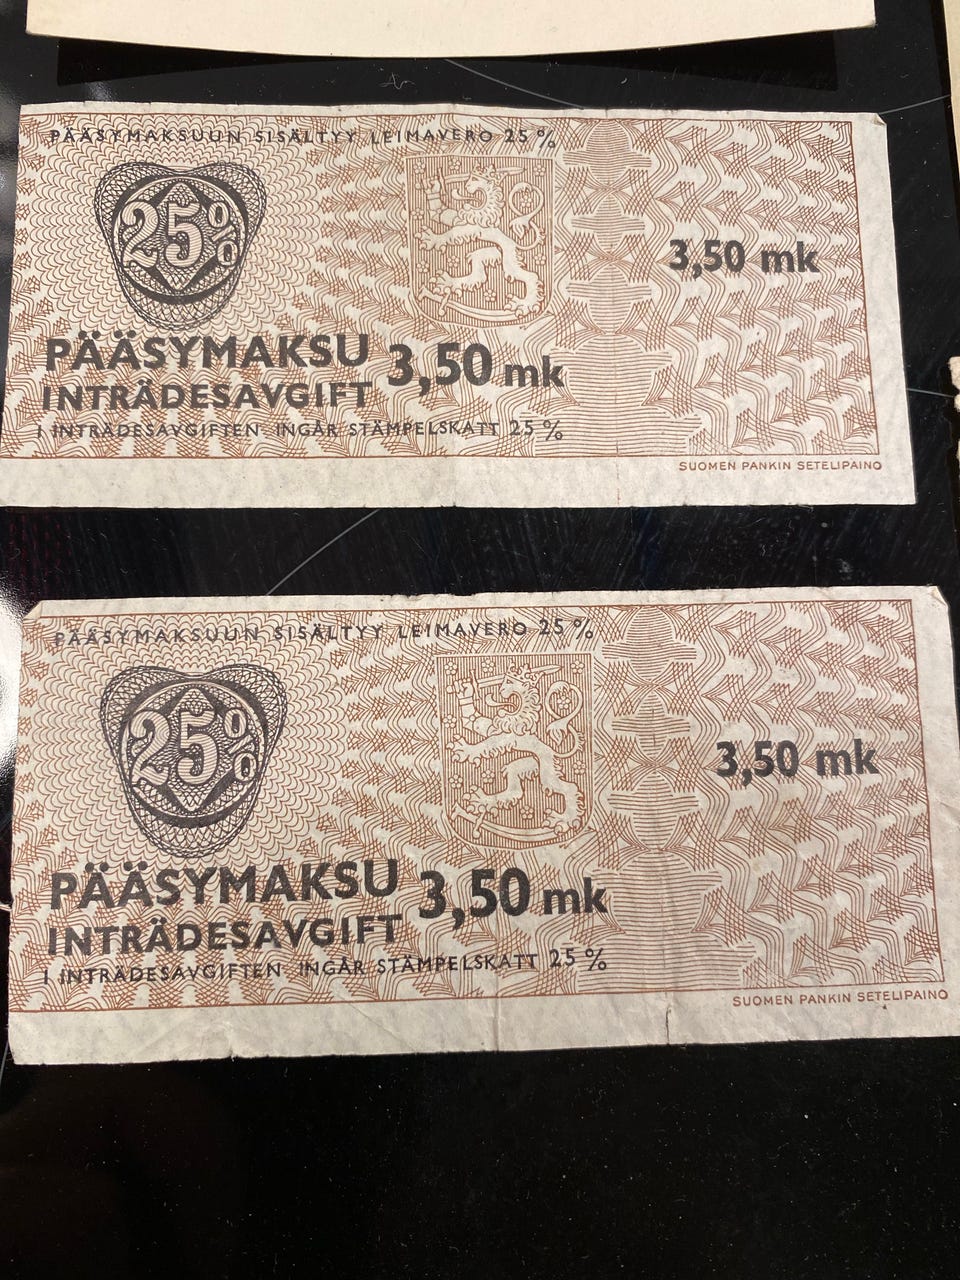 PÄÄSYMAKSUUN SISÄLTYY LEIMAVERO 25 %
25%
3,50 mk
PÄÄSYMAKSU 3,50 mk
INTRÄDESAVGIFT
I INTRÄDESAVGIFTEN INGÅR STÄMPELSKATT 25 %
SUOMEN PANKIN SETELIPAINO
PÄÄSYMAKSUUN SISÄLTYY LEIMAVERO 25 %
25%
3,50 mk
PÄÄSYMAKSU 3,50 mk
INTRÄDESAVGIFT
I INTRÄDESAVGIFTEN INGÅR STÄMPELSKATT 25 %
SUOMEN PANKIN SETELIPAINO